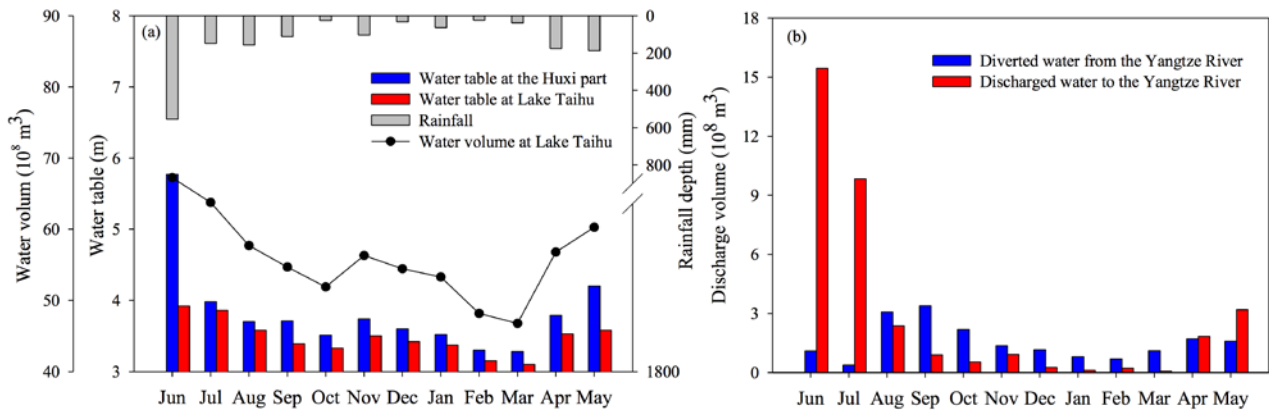 (a)
Water volum (10⁸ m³)
90
80
70
60
50
40
Water table (m)
8
7
6
5
4
3
Water table at the Huxi part
Water table at Lake Taihu
Rainfall
Water volume at Lake Taihu
0
200
400
600
800
1800
Rainfall depth (mm)
Jun Jul Aug Sep Oct Nov Dec Jan Feb Mar Apr May
(b)
Discharge volume (10⁸ m³)
18
15
12
9
6
3
0
Diverted water from the Yangtze River
Discharged water to the Yangtze River
Jun Jul Aug Sep Oct Nov Dec Jan Feb Mar Apr May